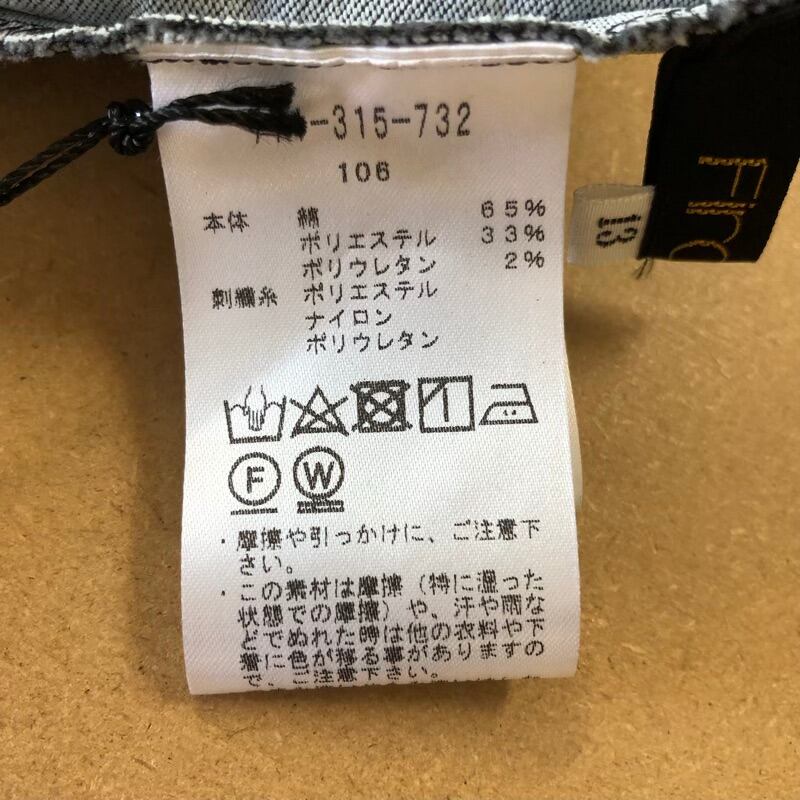 -315-732
106
本体 綿 65%
ポリエステル 33%
ポリウレタン 2%
刺繍糸 ポリエステル
ナイロン
ポリウレタン
F W
・摩擦や引っかけに、ご注意下
さい。
・この素材は摩擦(特に湿った
状態での摩擦)や、汗や雨な
どでぬれた時は他の衣料や下
着に色が移る事があります
で、ご注意下さい。
13